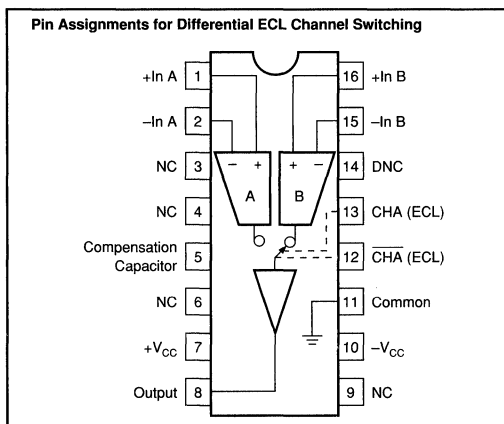 Pin Assignments for Differential ECL Channel Switching
+In A 1 16 +In B
–In A 2 15 –In B
– + + –
NC 3 14 DNC
A B
NC 4 13 CHA (ECL)
Compensation
Capacitor 5 12 C̅H̅A̅ (ECL)
NC 6 11 Common
+VCC 7 10 –VCC
Output 8 9 NC